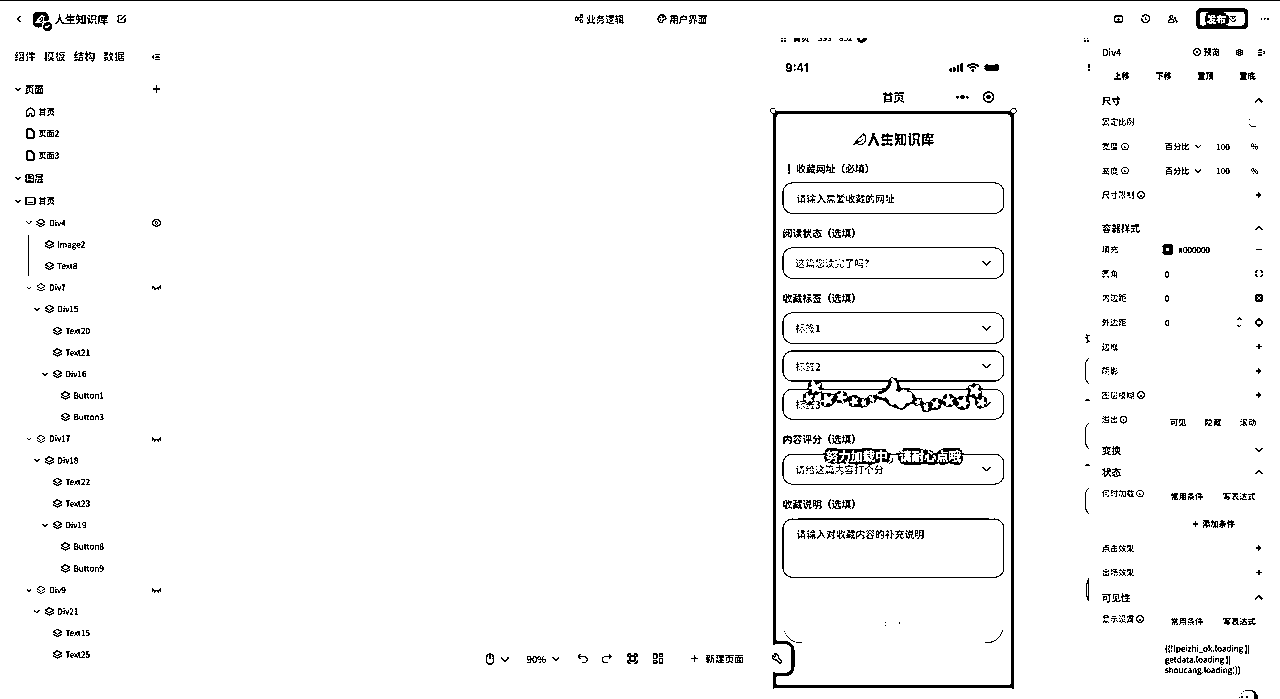 人生知识库
业务逻辑
用户界面
发布
组件 模板 结构 数据
页面
首页
页面2
页面3
图层
首页
Div4
Image2
Text8
Div7
Div15
Text20
Text21
Div16
Button1
Button3
Div17
Div18
Text22
Text23
Div19
Button8
Button9
Div9
Div21
Text15
Text25
9:41
首页
人生知识库
! 收藏网址（必填）
请输入需要收藏的网址
阅读状态（选填）
这篇您读完了吗?
收藏标签（选填）
标签1
标签2
标签3
内容评分（选填）
努力加载中，请耐心点哦
请给这篇内容打个分
收藏说明（选填）
请输入对收藏内容的补充说明
90%
新建页面
Div4
预览
上移 下移 置顶 置底
尺寸
固定比例
宽度 百分比 100 %
高度 百分比 100 %
尺寸限制
容器样式
填充 #000000
圆角 0
内边距 0
外边距 0
边框
阴影
图层模糊
溢出 可见 隐藏 滚动
变换
状态
何时加载 常用条件 写表达式
+ 添加条件
点击效果
出场效果
可见性
显示设置 常用条件 写表达式
{{!!peizhi_ok.loading ||
getdata.loading ||
shoucang.loading}}